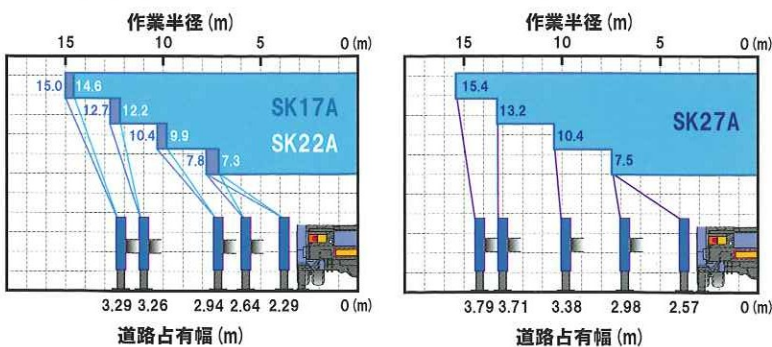 作業半径 (m)
15 10 5 0 (m)
15.0 14.6
12.7 12.2
10.4 9.9
7.8 7.3
SK17A
SK22A
3.29 3.26 2.94 2.64 2.29 0 (m)
道路占有幅 (m)
作業半径 (m)
15 10 5 0 (m)
15.4
13.2
10.4
7.5
SK27A
3.79 3.71 3.38 2.98 2.57 0 (m)
道路占有幅 (m)